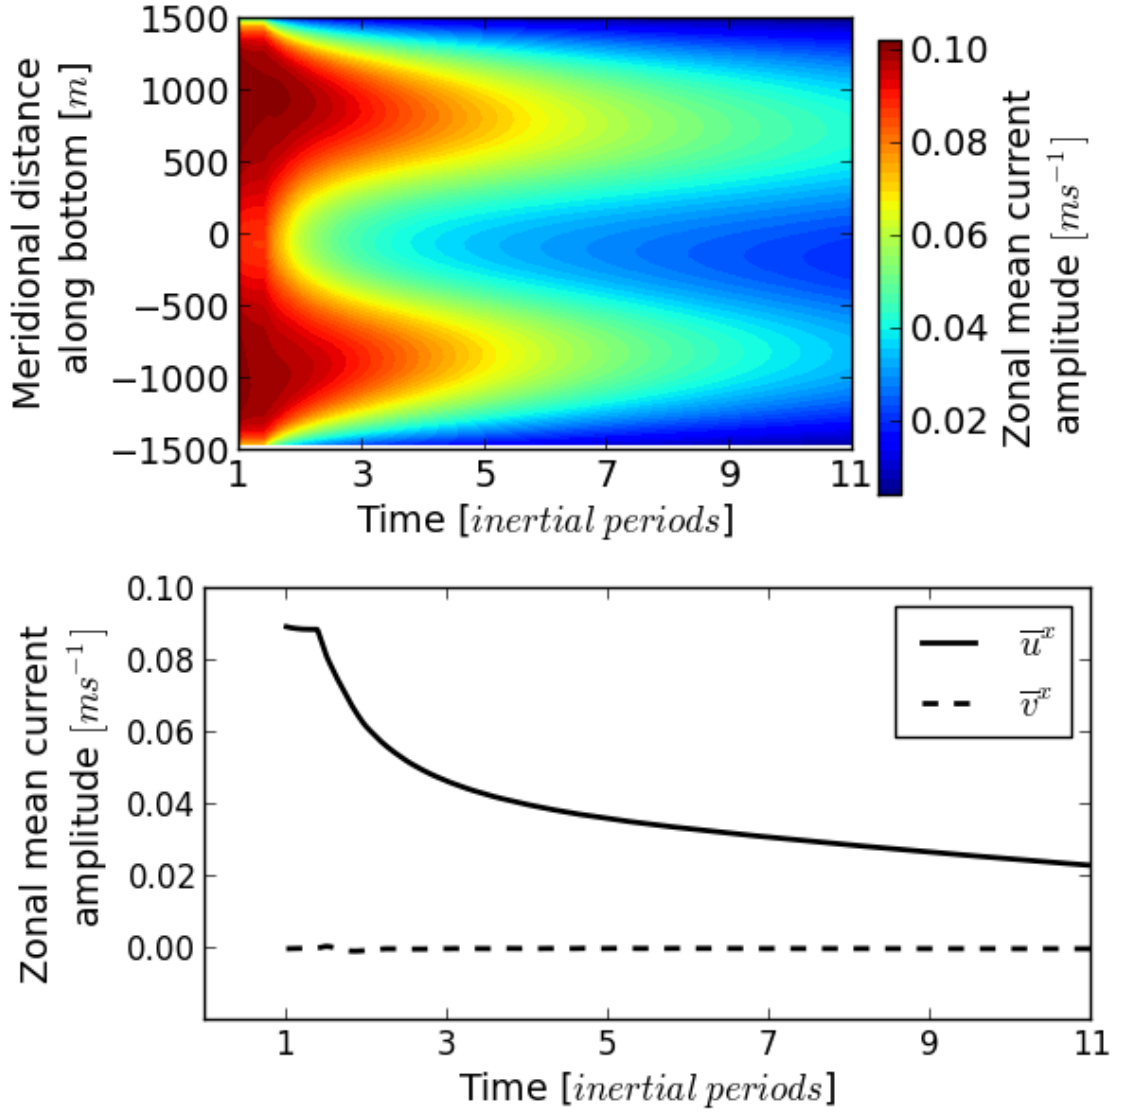 1500
1000
500
0
−500
−1000
−1500
Meridional distance
along bottom [m]
1 3 5 7 9 11
Time [inertial periods]
0.10
0.08
0.06
0.04
0.02
Zonal mean current
amplitude [ms⁻¹]
0.10
0.08
0.06
0.04
0.02
0.00
Zonal mean current
amplitude [ms⁻¹]
u̅ˣ
v̅ˣ
1 3 5 7 9 11
Time [inertial periods]